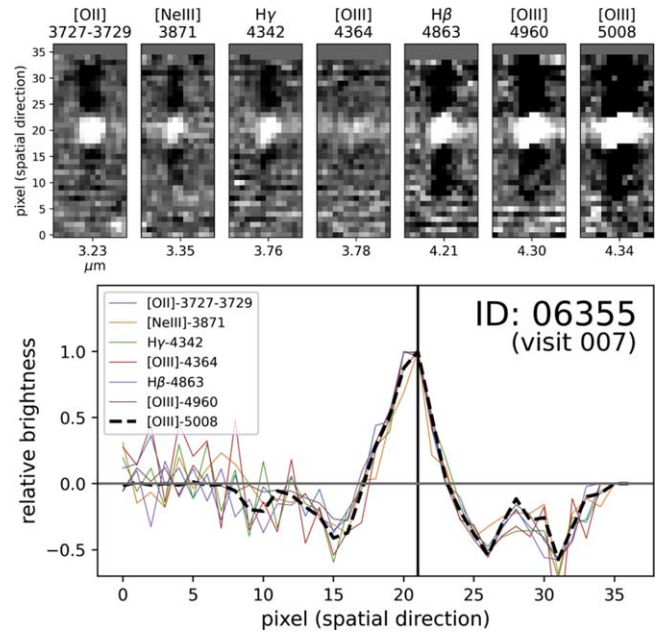 [OII] [NeIII] Hγ [OIII] Hβ [OIII] [OIII]
3727-3729 3871 4342 4364 4863 4960 5008
35
30
25
20
15
10
5
0
pixel (spatial direction)
3.23 3.35 3.76 3.78 4.21 4.30 4.34
μm
[OII]-3727-3729
[NeIII]-3871
Hγ-4342
[OIII]-4364
Hβ-4863
[OIII]-4960
[OIII]-5008
ID: 06355
(visit 007)
1.0
0.5
0.0
−0.5
relative brightness
0 5 10 15 20 25 30 35
pixel (spatial direction)